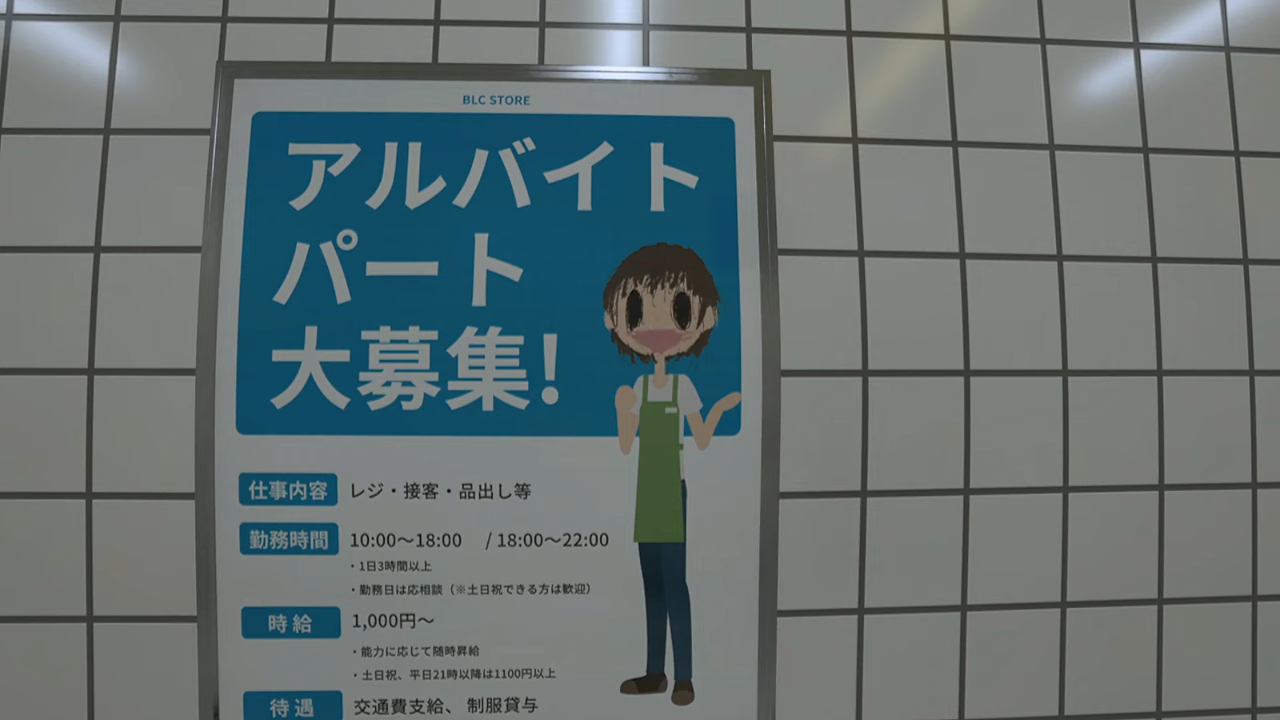 BLC STORE
アルバイト
パート
大募集!
仕事内容 レジ・接客・品出し等
勤務時間 10:00～18:00 / 18:00～22:00
・1日3時間以上
・勤務日は応相談（※土日祝できる方は歓迎）
時給 1,000円～
・能力に応じて随時昇給
・土日祝、平日21時以降は1100円以上
待遇 交通費支給、 制服貸与